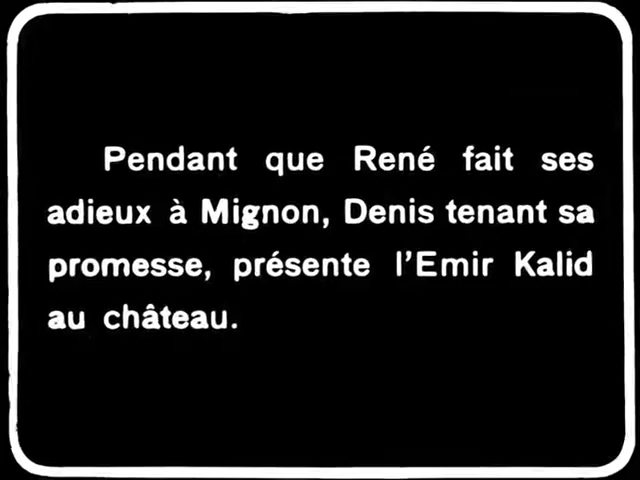 Pendant que René fait ses
adieux à Mignon, Denis tenant sa
promesse, présente l'Emir Kalid
au château.